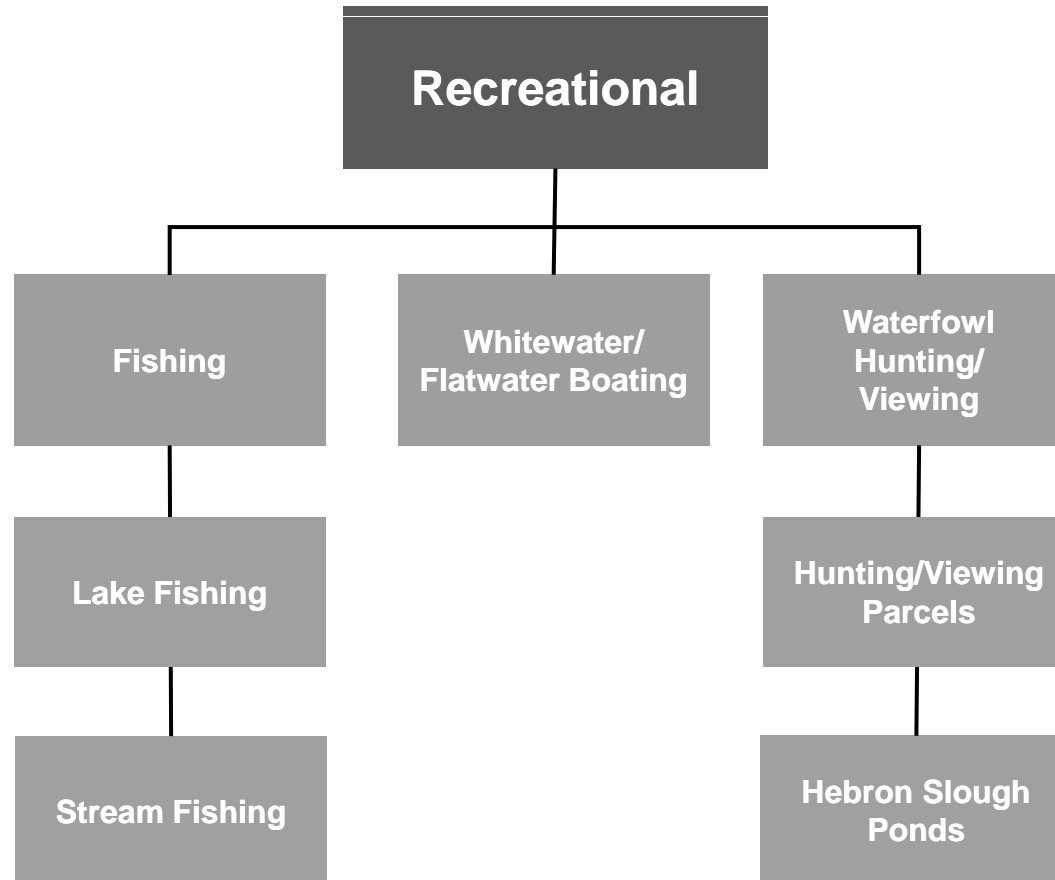 Recreational
Fishing
Whitewater/
Flatwater Boating
Waterfowl
Hunting/
Viewing
Lake Fishing
Hunting/Viewing
Parcels
Stream Fishing
Hebron Slough
Ponds